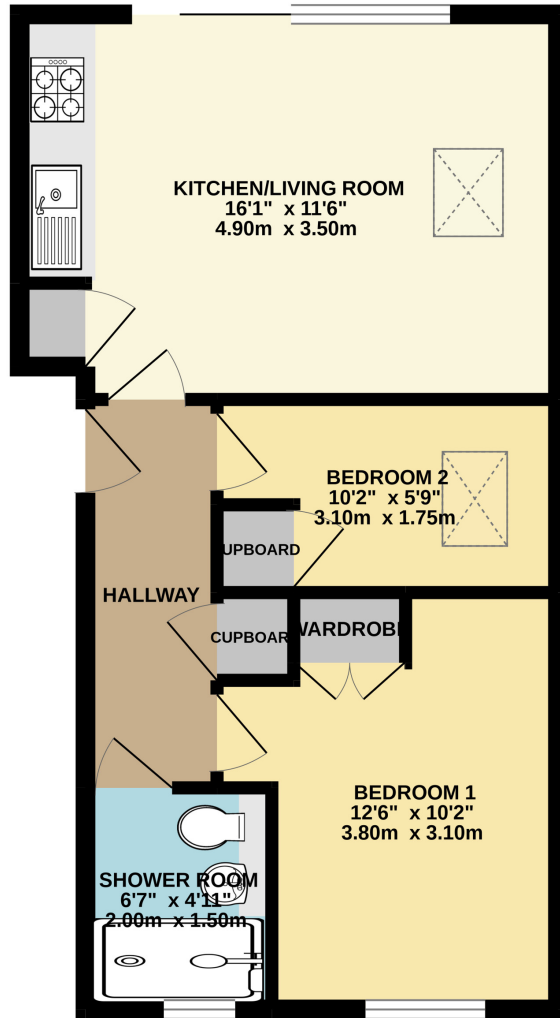 KITCHEN/LIVING ROOM
16'1" x 11'6"
4.90m x 3.50m
BEDROOM 2
10'2" x 5'9"
3.10m x 1.75m
UPBOARD
HALLWAY
CUPBOAR
WARDROBE
BEDROOM 1
12'6" x 10'2"
3.80m x 3.10m
SHOWER ROOM
6'7" x 4'11"
2.00m x 1.50m